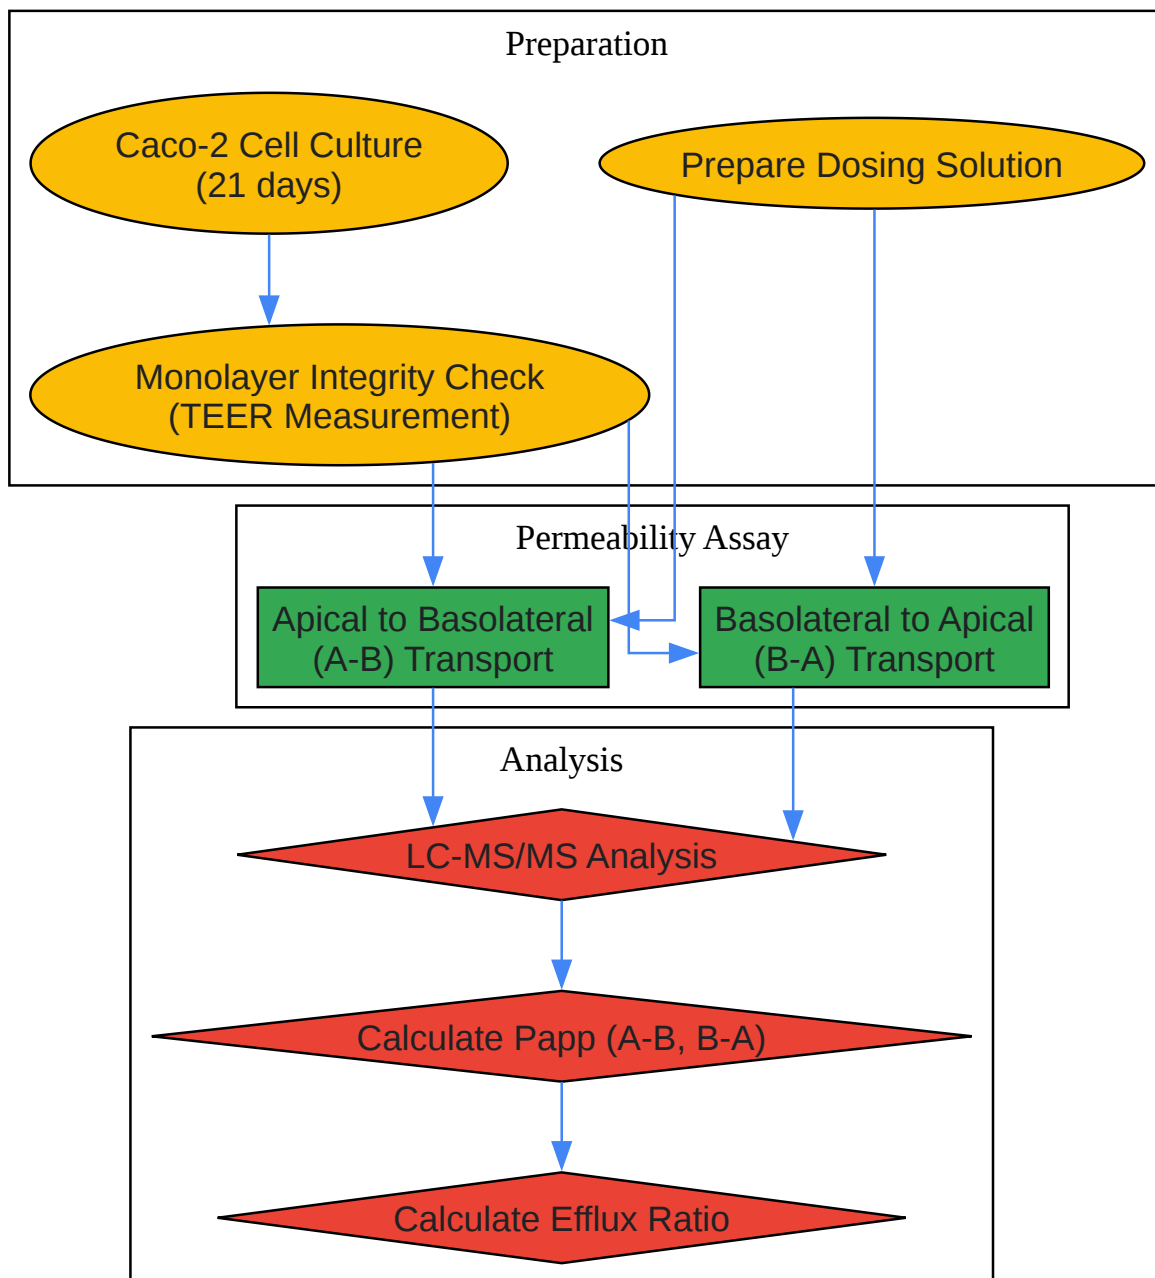 Preparation
Caco-2 Cell Culture
(21 days)
Prepare Dosing Solution
Monolayer Integrity Check
(TEER Measurement)
Permeability Assay
Apical to Basolateral
(A-B) Transport
Basolateral to Apical
(B-A) Transport
Analysis
LC-MS/MS Analysis
Calculate Papp (A-B, B-A)
Calculate Efflux Ratio